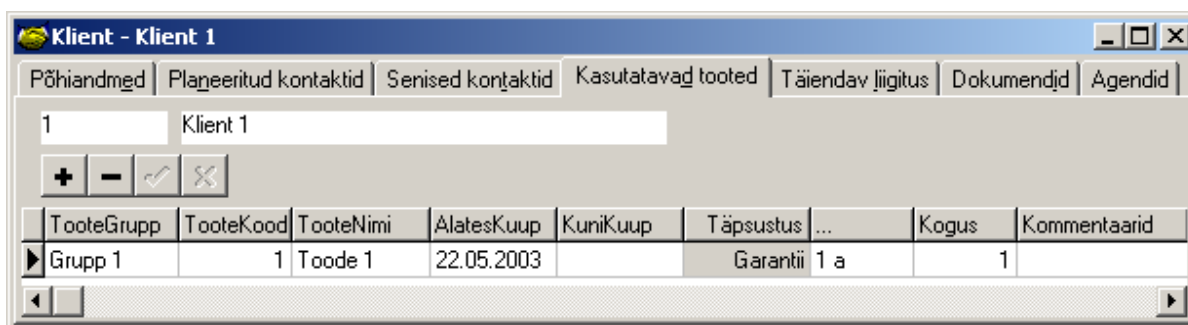 Klient - Klient 1
Põhiandmed Planeeritud kontaktid Senised kontaktid Kasutatavad tooted Täiendav liigitus Dokumendid Agendid
1 Klient 1
TooteGrupp TooteKood TooteNimi AlatesKuup KuniKuup Täpsustus ... Kogus Kommentaarid
Grupp 1 1 Toode 1 22.05.2003 Garantii 1 a 1